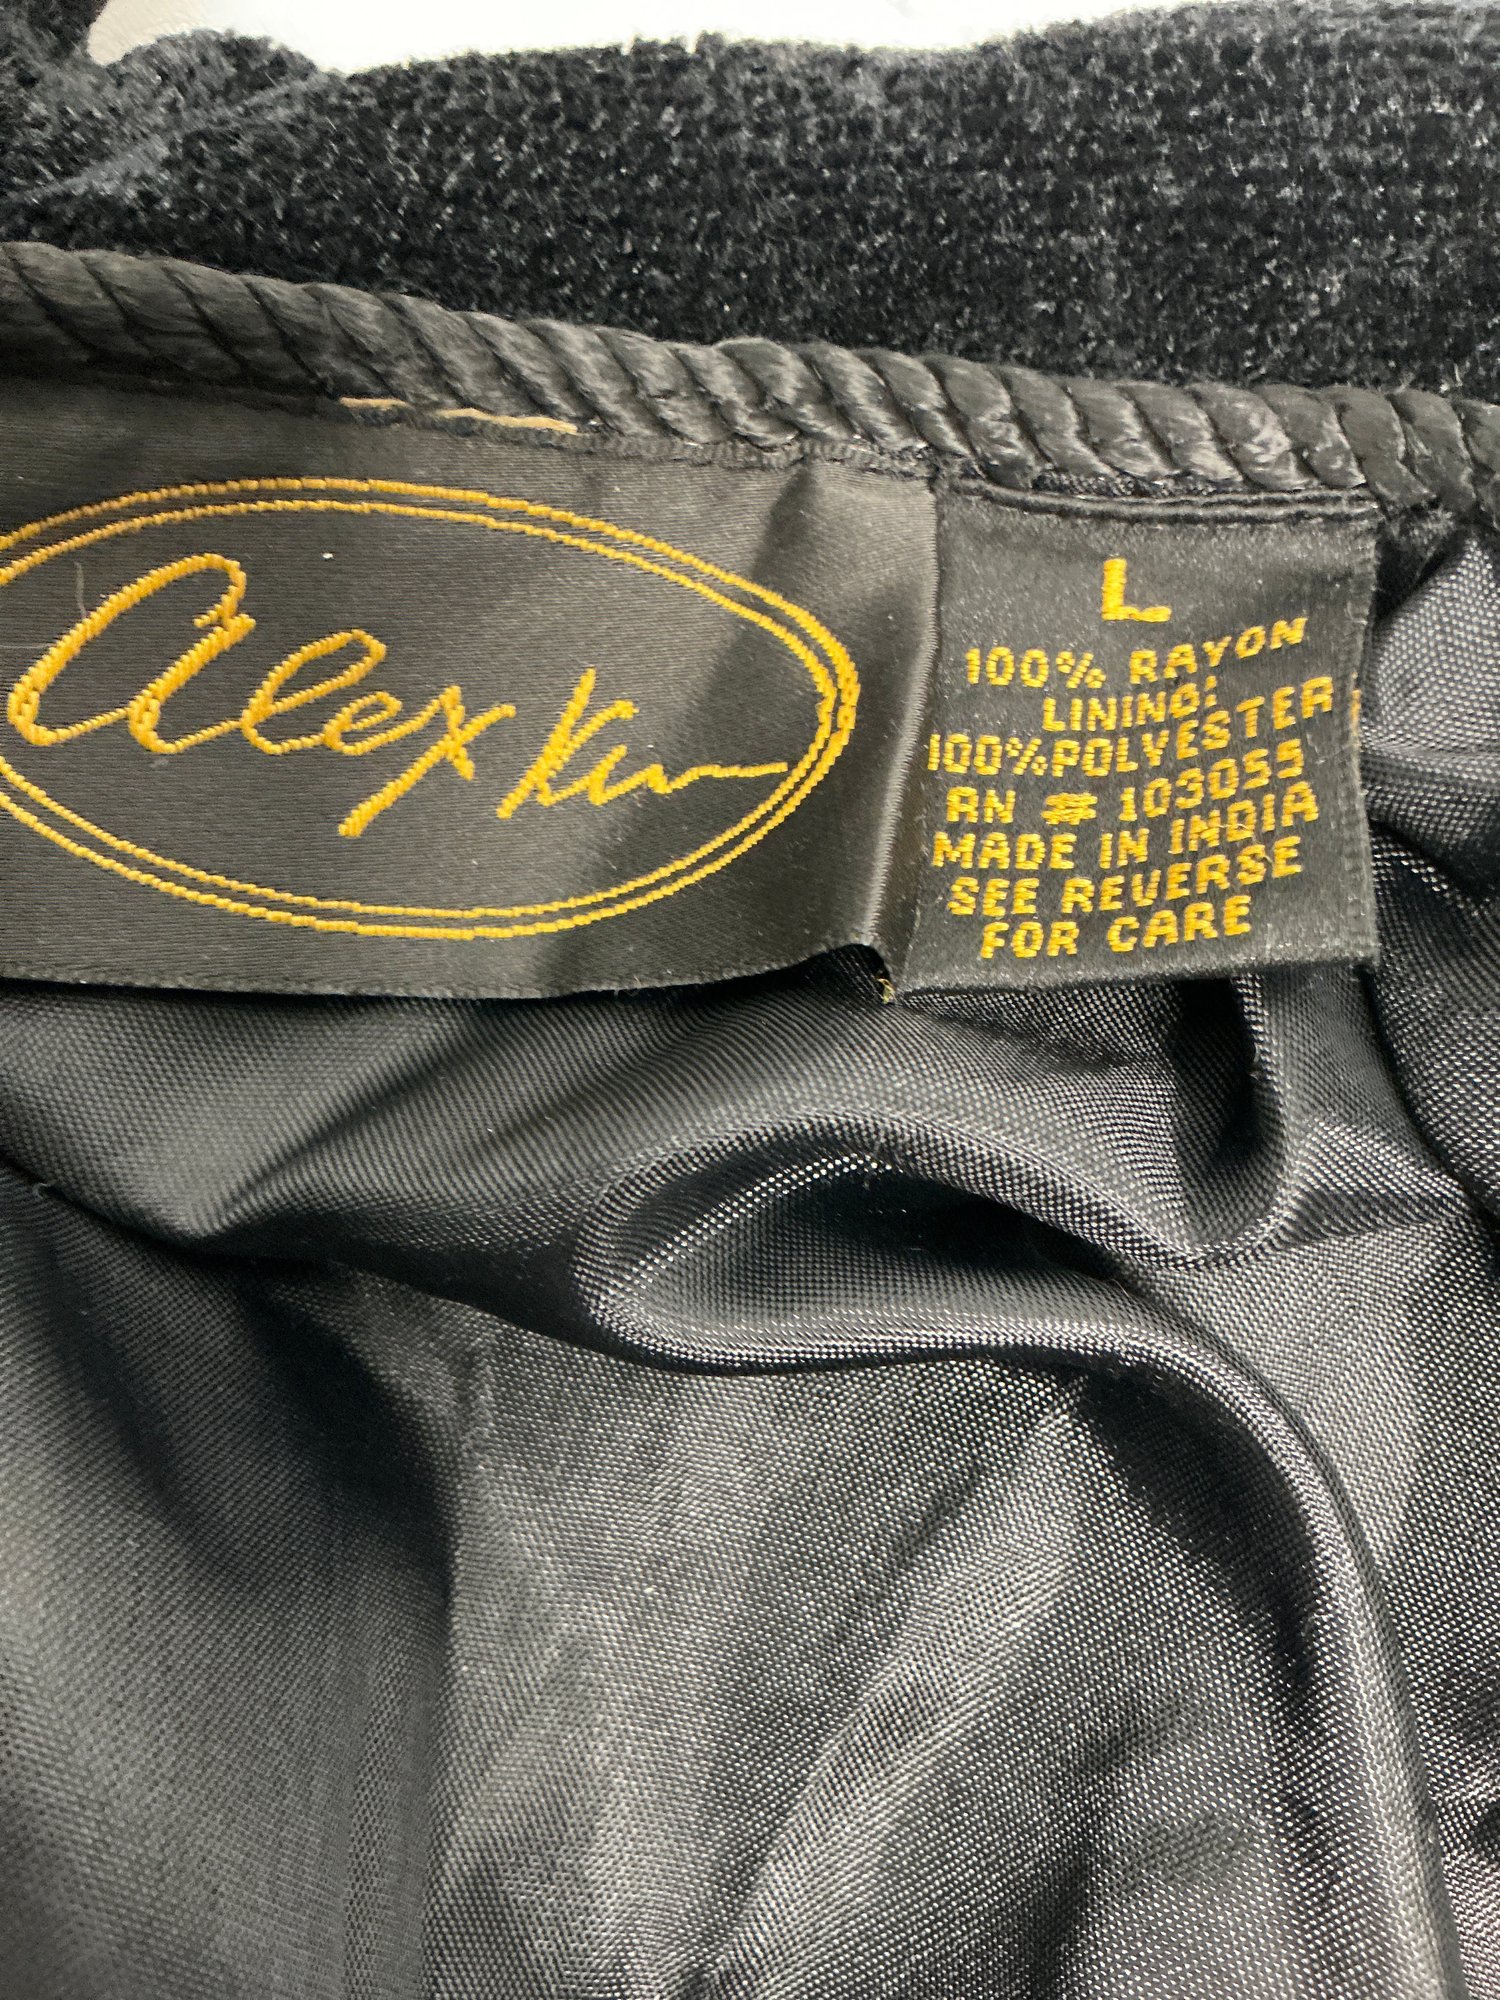 Alex Kim
L
100% RAYON
LINING:
100% POLYESTER
RN # 103055
MADE IN INDIA
SEE REVERSE
FOR CARE